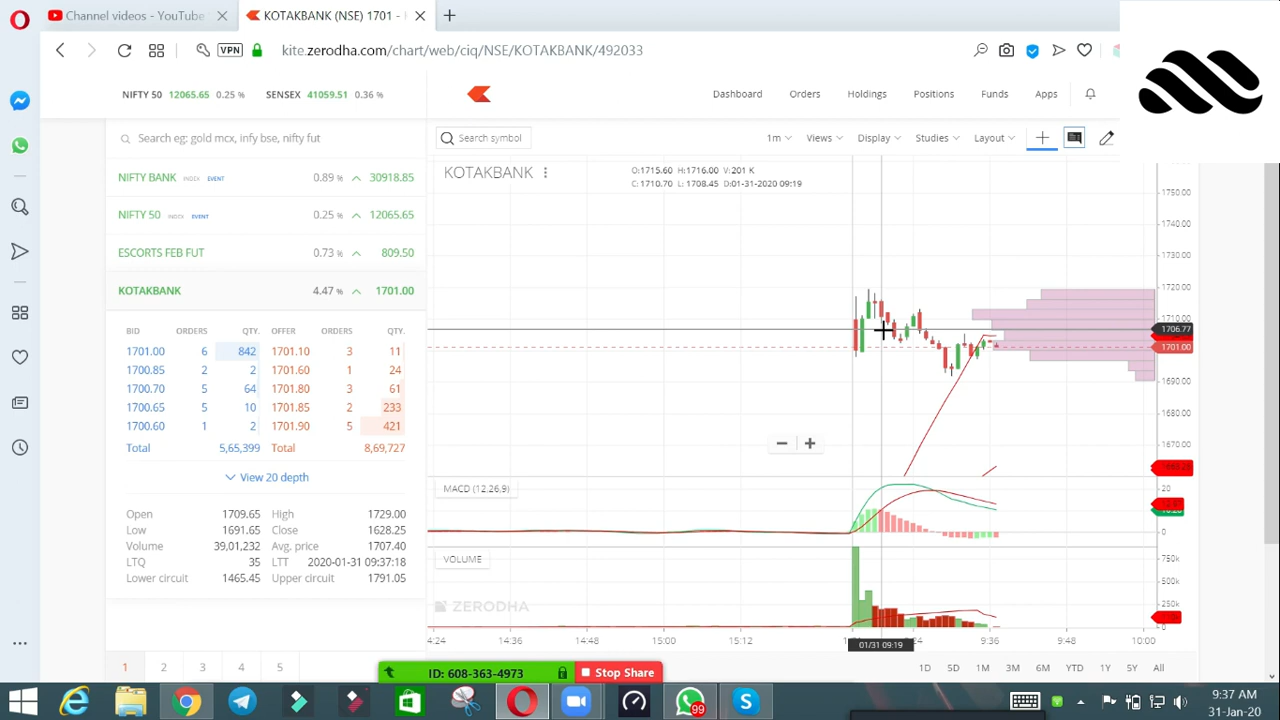 Channel videos - YouTube
KOTAKBANK (NSE) 1701 -
VPN
kite.zerodha.com/chart/web/ciq/NSE/KOTAKBANK/492033
NIFTY 50 12065.65 0.25 %
SENSEX 41059.51 0.36 %
Dashboard Orders Holdings Positions Funds Apps
Search eg: gold mcx, infy bse, nifty fut
Search symbol
1m Views Display Studies Layout
NIFTY BANK INDEX EVENT 0.89 % 30918.85
NIFTY 50 INDEX EVENT 0.25 % 12065.65
ESCORTS FEB FUT 0.73 % 809.50
KOTAKBANK 4.47 % 1701.00
BID ORDERS QTY. OFFER ORDERS QTY.
1701.00 6 842 1701.10 3 11
1700.85 2 2 1701.60 1 24
1700.70 5 64 1701.80 3 61
1700.65 5 10 1701.85 2 233
1700.60 1 2 1701.90 5 421
Total 5,65,399 Total 8,69,727
View 20 depth
Open 1709.65 High 1729.00
Low 1691.65 Close 1628.25
Volume 39,01,232 Avg. price 1707.40
LTQ 35 LTT 2020-01-31 09:37:18
Lower circuit 1465.45 Upper circuit 1791.05
1 2 3 4 5
KOTAKBANK
O: 1715.60 H: 1716.00 V: 201 K
C: 1710.70 L: 1708.45 D: 01-31-2020 09:19
1750.00
1740.00
1730.00
1720.00
1710.00
1706.77
1701.00
1690.00
1680.00
1670.00
MACD (12,26,9)
20
0
VOLUME
750k
500k
250k
0
ZERODHA
14:36 14:48 15:00 15:12 9:36 9:48 10:00
01/31 09:19
1D 5D 1M 3M 6M YTD 1Y 5Y All
ID: 608-363-4973
Stop Share
99
9:37 AM
31-Jan-20